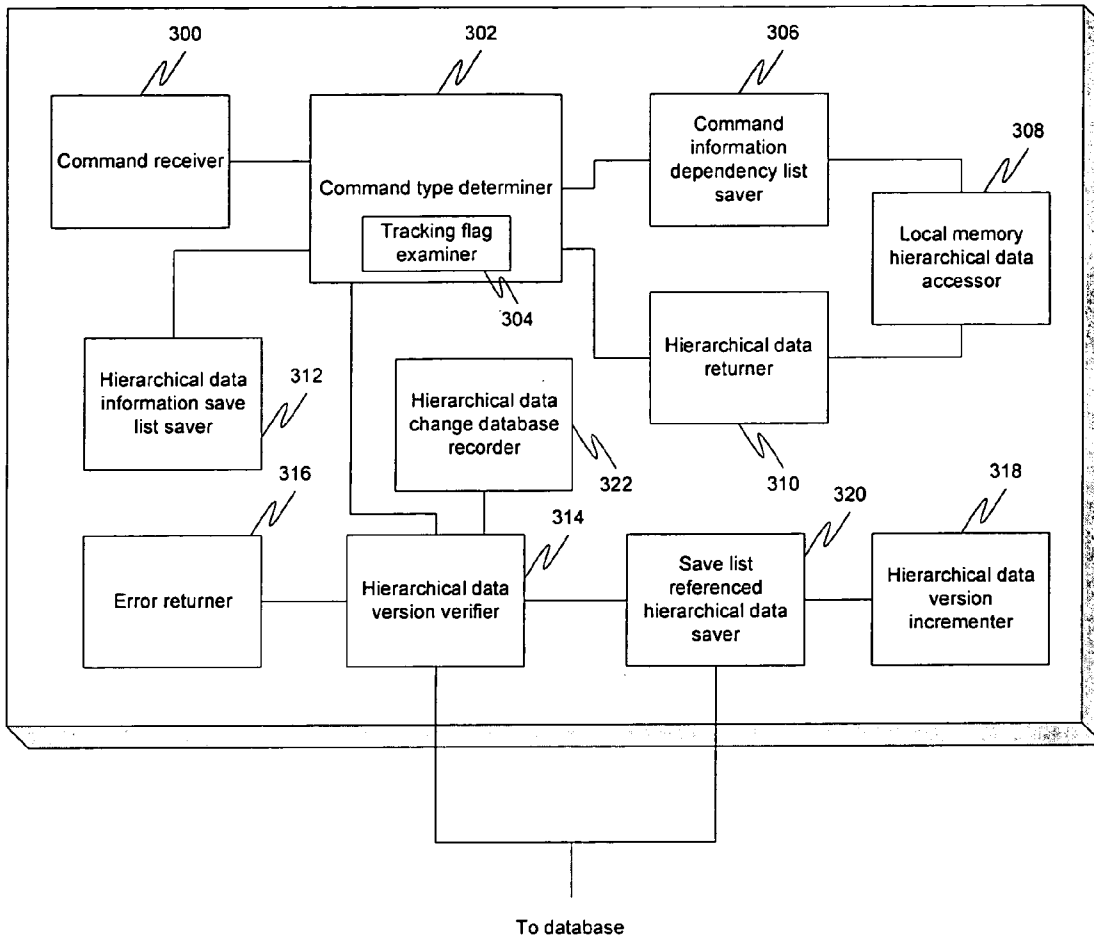 300
302
306
Command receiver
Command type determiner
Tracking flag
examiner
304
Command
information
dependency list
saver
308
Local memory
hierarchical data
accessor
Hierarchical data
returner
310
Hierarchical data
information save
list saver
312
Hierarchical data
change database
recorder
322
316
Error returner
314
Hierarchical data
version verifier
320
Save list
referenced
hierarchical data
saver
318
Hierarchical data
version
incrementer
To database